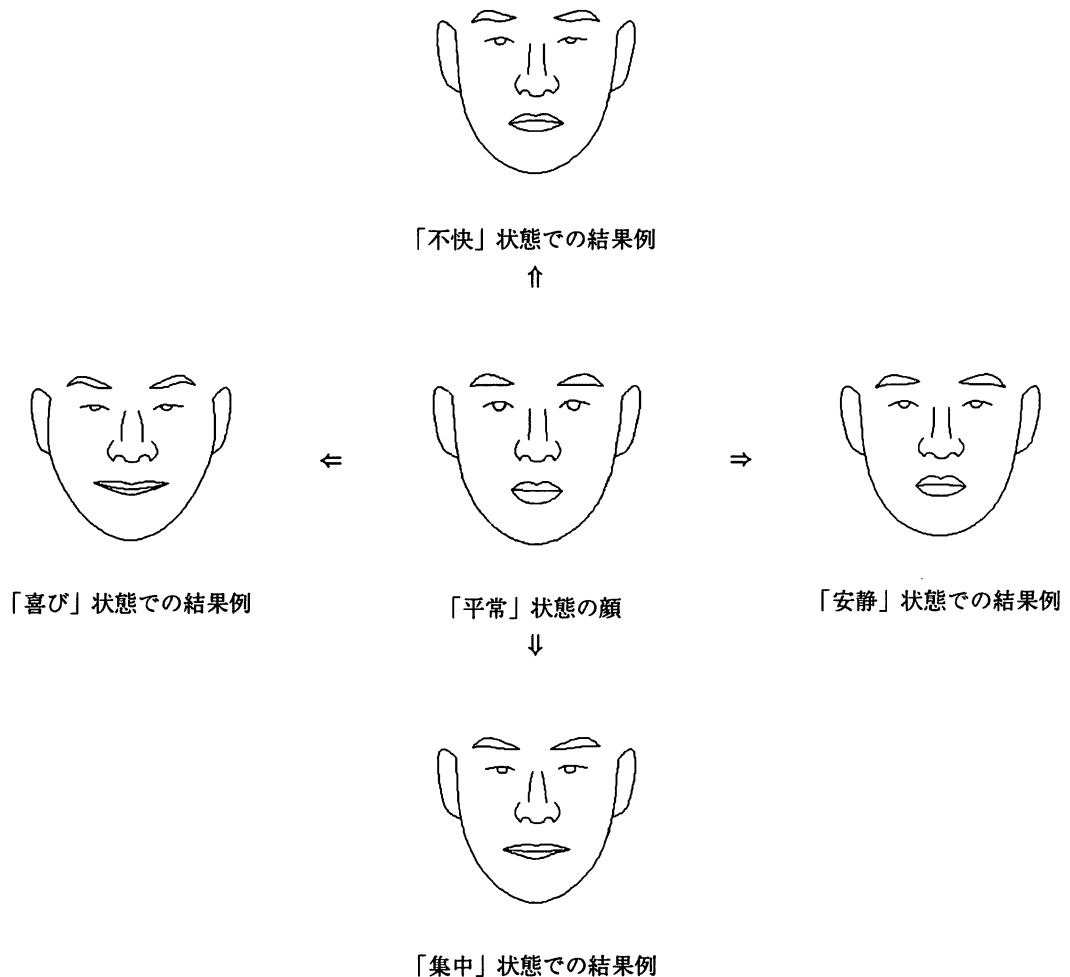 「不快」状態での結果例
⇑
⇐
⇒
「喜び」状態での結果例
「平常」状態の顔
「安静」状態での結果例
⇓
「集中」状態での結果例